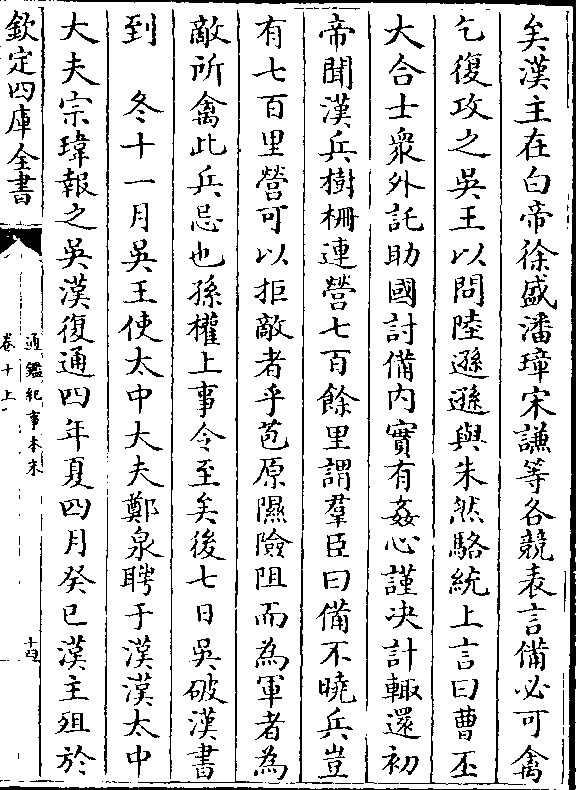 矣漢主在白帝徐盛潘璋宋謙等各競表言備必可禽
乞復攻之吳王以問陸遜遜與朱然駱統上言曰曹丕
大合士衆外託助國討備内實有姦心謹决計輙還初
帝聞漢兵樹柵連營七百餘里謂羣臣曰備不曉兵豈
有七百里營可以拒敵者乎苞原隰險阻而為軍者為
敵所禽此兵忌也孫權上事令至矣後七日吳破漢書
到　冬十一月吳王使太中大夫鄭泉聘于漢漢太中
大夫宗瑋報之吳漢復通四年夏四月癸巳漢主殂於
欽定四庫全書
通鑑紀事本末
卷十上
十四